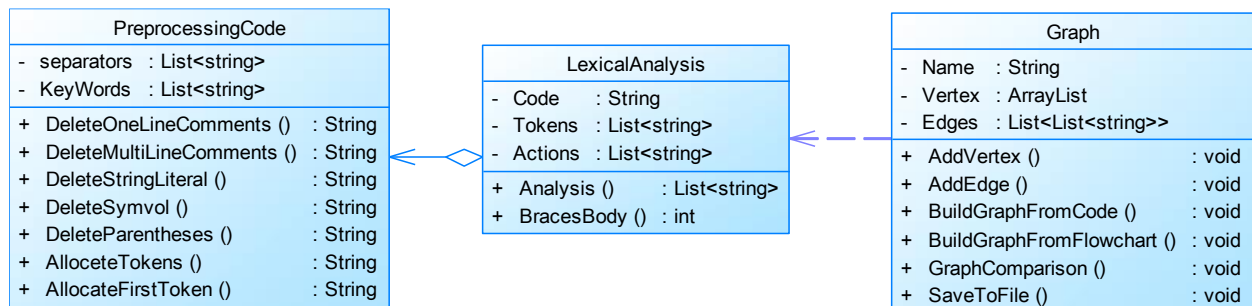 PreprocessingCode
- separators : List<string>
- KeyWords : List<string>
+ DeleteOneLineComments () : String
+ DeleteMultiLineComments () : String
+ DeleteStringLiteral () : String
+ DeleteSymvol () : String
+ DeleteParentheses () : String
+ AlloceteTokens () : String
+ AllocateFirstToken () : String
LexicalAnalysis
- Code : String
- Tokens : List<string>
- Actions : List<string>
+ Analysis () : List<string>
+ BracesBody () : int
Graph
- Name : String
- Vertex : ArrayList
- Edges : List<List<string>>
+ AddVertex () : void
+ AddEdge () : void
+ BuildGraphFromCode () : void
+ BuildGraphFromFlowchart () : void
+ GraphComparison () : void
+ SaveToFile () : void